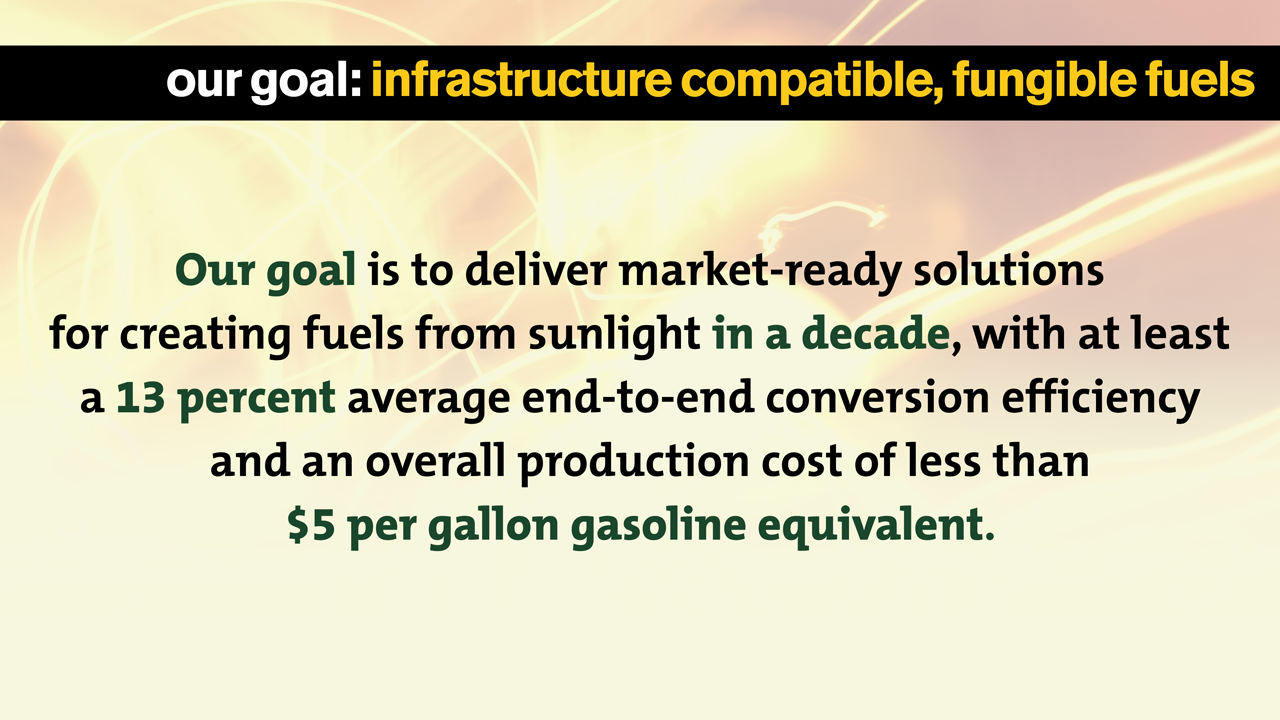 our goal: infrastructure compatible, fungible fuels
Our goal is to deliver market-ready solutions
for creating fuels from sunlight in a decade, with at least
a 13 percent average end-to-end conversion efficiency
and an overall production cost of less than
$5 per gallon gasoline equivalent.